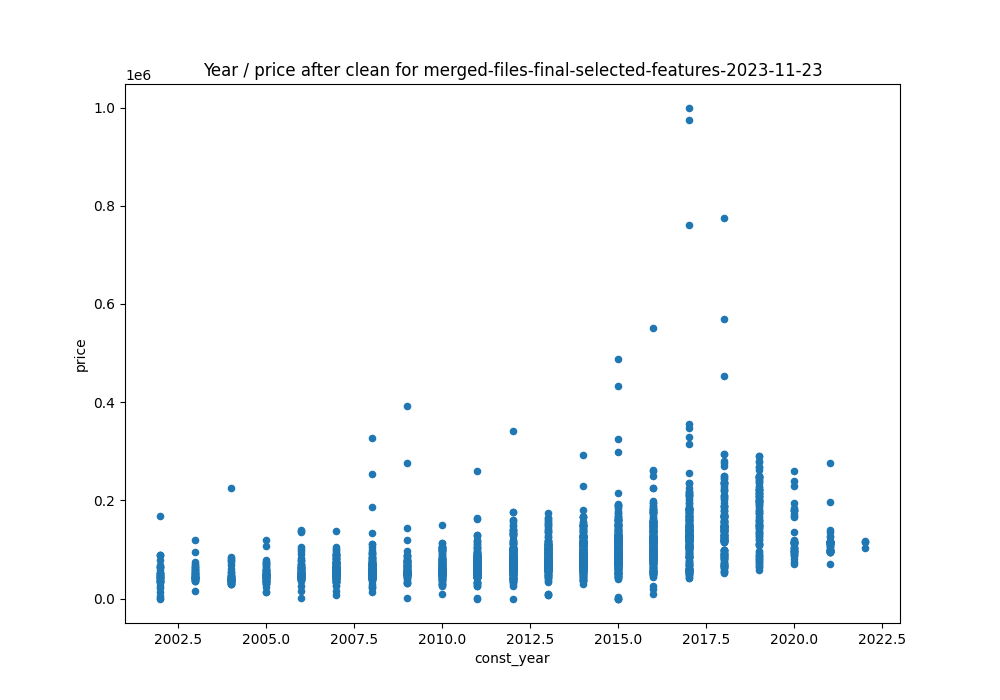 Year / price after clean for merged-files-final-selected-features-2023-11-23
1e6
1.0
0.8
0.6
0.4
0.2
0.0
price
2002.5 2005.0 2007.5 2010.0 2012.5 2015.0 2017.5 2020.0 2022.5
const_year